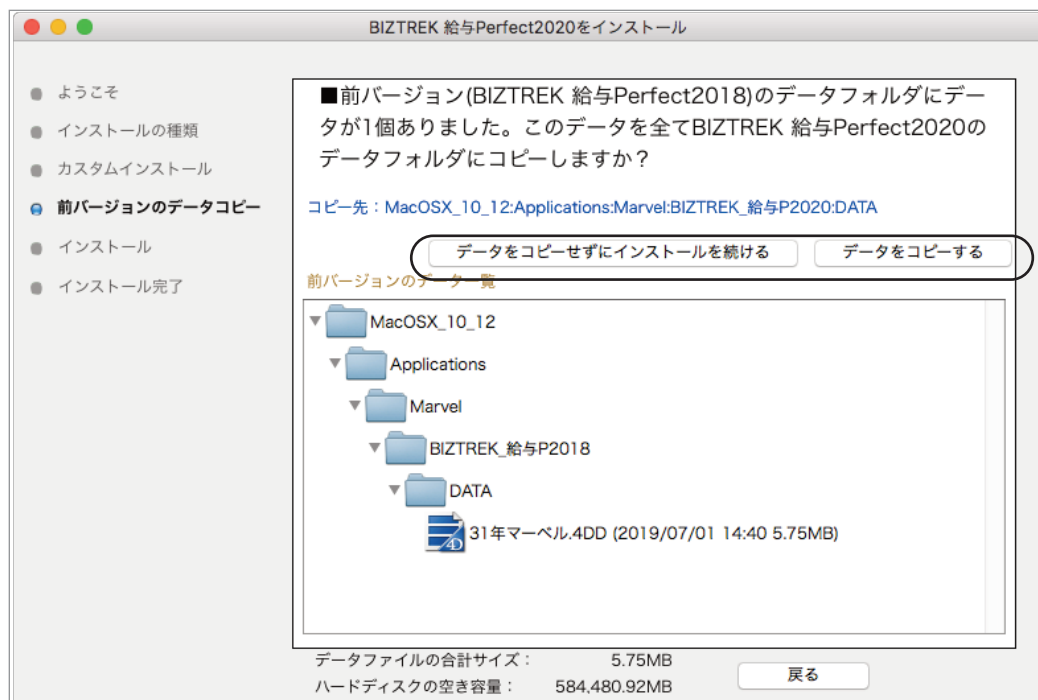 BIZTREK 給与Perfect2020をインストール
ようこそ
インストールの種類
カスタムインストール
前バージョンのデータコピー
インストール
インストール完了
■前バージョン(BIZTREK 給与Perfect2018)のデータフォルダにデー
タが1個ありました。このデータを全てBIZTREK 給与Perfect2020の
データフォルダにコピーしますか？
コピー先：MacOSX_10_12:Applications:Marvel:BIZTREK_給与P2020:DATA
データをコピーせずにインストールを続ける
データをコピーする
前バージョンのデータ一覧
MacOSX_10_12
Applications
Marvel
BIZTREK_給与P2018
DATA
31年マーベル.4DD (2019/07/01 14:40 5.75MB)
データファイルの合計サイズ： 5.75MB
ハードディスクの空き容量： 584,480.92MB
戻る